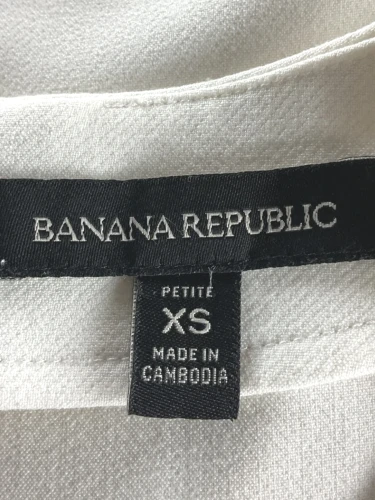 BANANA REPUBLIC
PETITE
XS
MADE IN
CAMBODIA